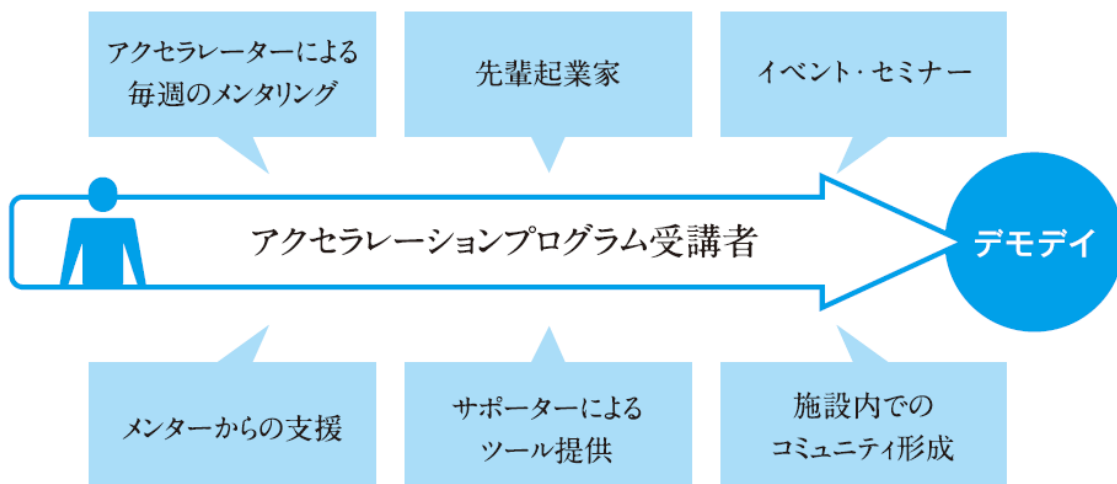 アクセラレーターによる
毎週のメンタリング
先輩起業家
イベント・セミナー
アクセラレーションプログラム受講者
デモデイ
メンターからの支援
サポーターによる
ツール提供
施設内での
コミュニティ形成